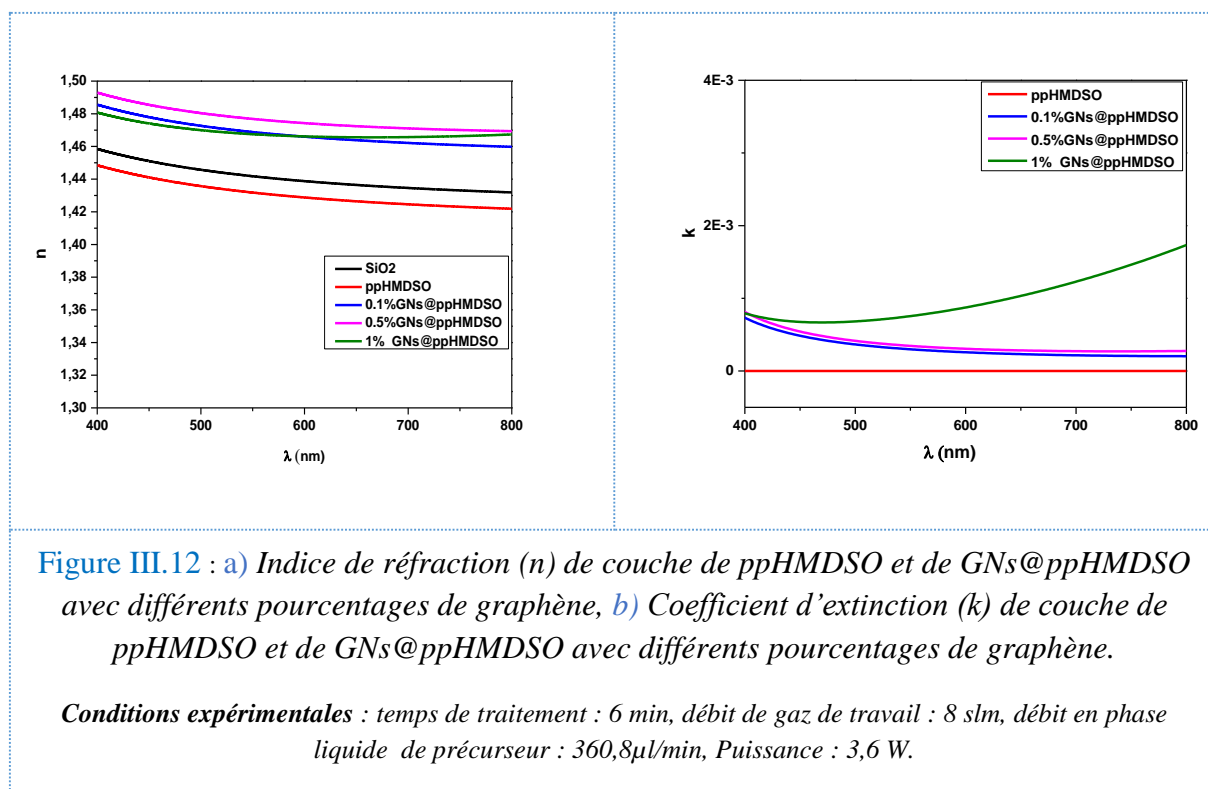 1,50
1,48
1,46
1,44
1,42
1,40
1,38
1,36
1,34
1,32
1,30
n
SiO2
ppHMDSO
0.1%GNs@ppHMDSO
0.5%GNs@ppHMDSO
1% GNs@ppHMDSO
400 500 600 700 800
λ (nm)
4E-3
2E-3
0
k
ppHMDSO
0.1%GNs@ppHMDSO
0.5%GNs@ppHMDSO
1% GNs@ppHMDSO
400 500 600 700 800
λ (nm)
Figure III.12 : a) Indice de réfraction (n) de couche de ppHMDSO et de GNs@ppHMDSO
avec différents pourcentages de graphène, b) Coefficient d’extinction (k) de couche de
ppHMDSO et de GNs@ppHMDSO avec différents pourcentages de graphène.
Conditions expérimentales : temps de traitement : 6 min, débit de gaz de travail : 8 slm, débit en phase
liquide de précurseur : 360,8µl/min, Puissance : 3,6 W.